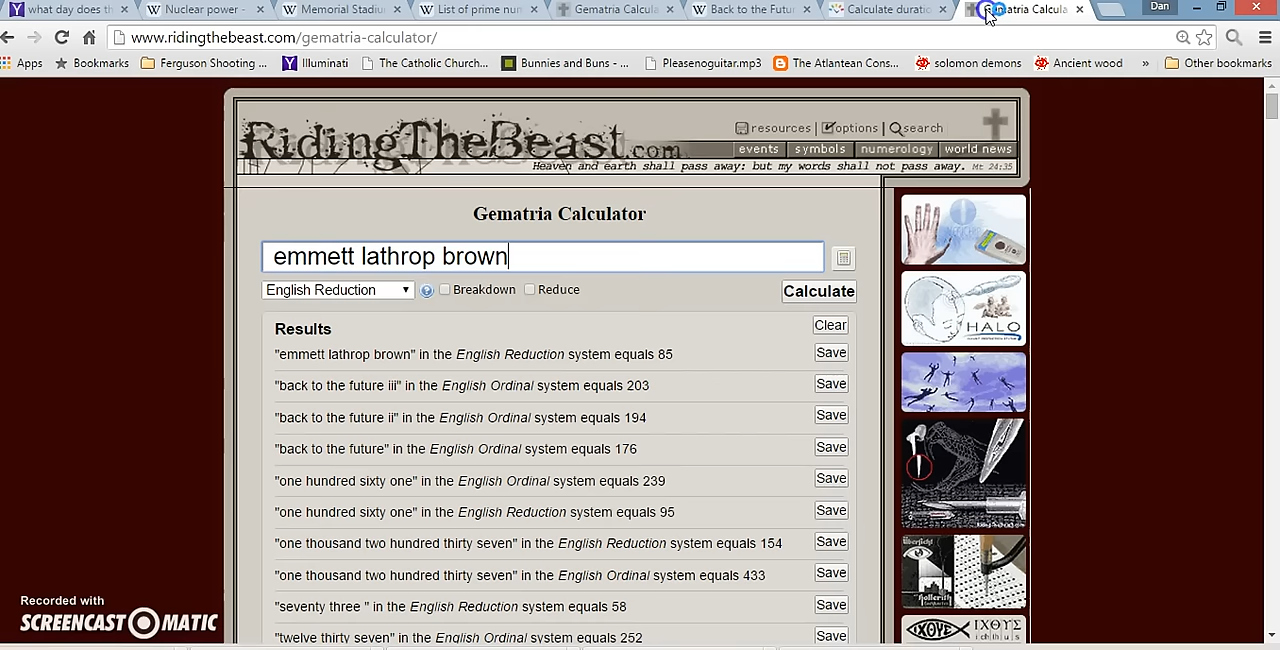 what day does th
Nuclear power -
Memorial Stadiu
List of prime nun
Gematria Calcula
Back to the Futur
Calculate duratio
Gematria Calcula
Dan
www.ridingthebeast.com/gematria-calculator/
Apps
Bookmarks
Ferguson Shooting ...
Illuminati
The Catholic Church...
Bunnies and Buns - ...
Pleasenoguitar.mp3
The Atlantean Cons...
solomon demons
Ancient wood
»
Other bookmarks
RidingTheBeast.com
resources | options | search
events
symbols
numerology
world news
Heaven and earth shall pass away: but my words shall not pass away. Mt 24:35
Gematria Calculator
emmett lathrop brown
English Reduction
Breakdown
Reduce
Calculate
Results
Clear
"emmett lathrop brown" in the English Reduction system equals 85
Save
"back to the future iii" in the English Ordinal system equals 203
Save
"back to the future ii" in the English Ordinal system equals 194
Save
"back to the future" in the English Ordinal system equals 176
Save
"one hundred sixty one" in the English Ordinal system equals 239
Save
"one hundred sixty one" in the English Reduction system equals 95
Save
"one thousand two hundred thirty seven" in the English Reduction system equals 154
Save
"one thousand two hundred thirty seven" in the English Ordinal system equals 433
Save
"seventy three " in the English Reduction system equals 58
Save
"twelve thirty seven" in the English Ordinal system equals 252
Save
HALO
ΙΧΘΥΣ
ichthus
Recorded with
SCREENCAST-O-MATIC